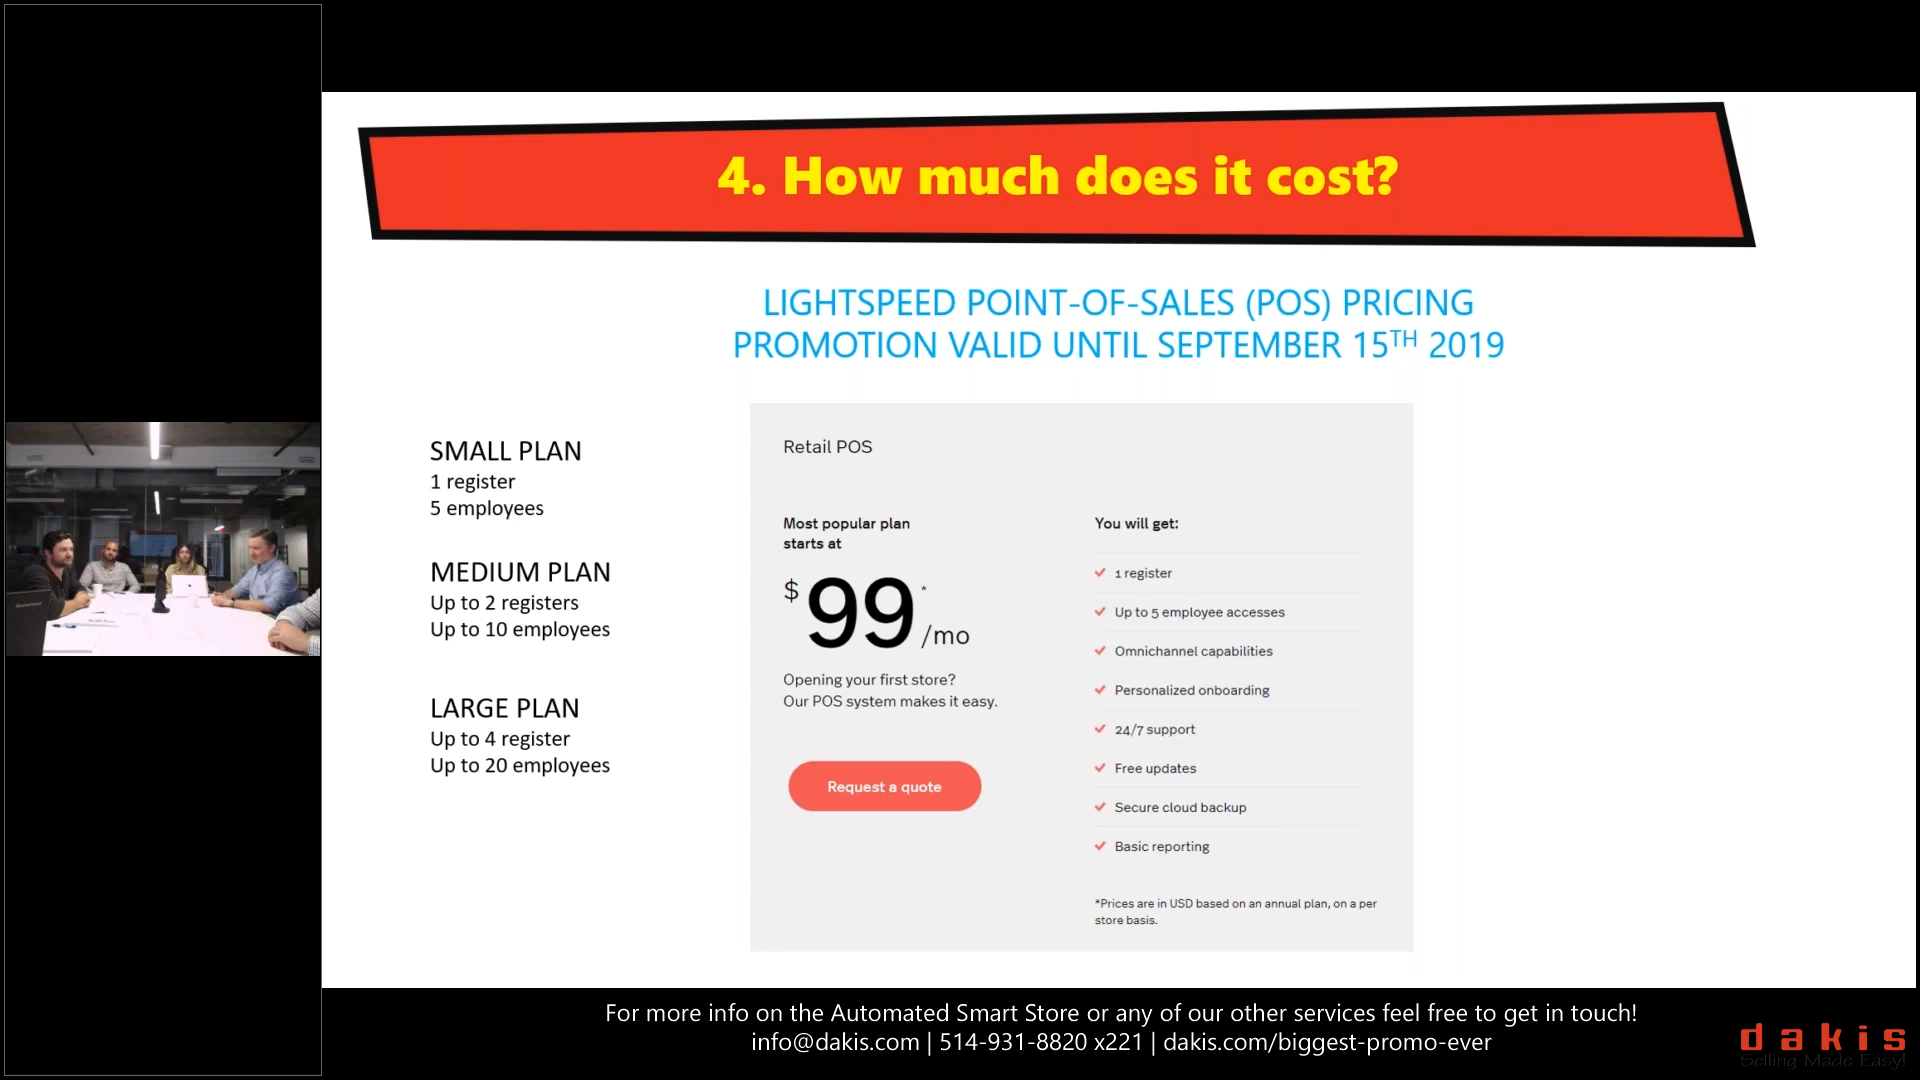 4. How much does it cost?
LIGHTSPEED POINT-OF-SALES (POS) PRICING
PROMOTION VALID UNTIL SEPTEMBER 15TH 2019
SMALL PLAN
1 register
5 employees
MEDIUM PLAN
Up to 2 registers
Up to 10 employees
LARGE PLAN
Up to 4 register
Up to 20 employees
Retail POS
Most popular plan
starts at
$99*/mo
Opening your first store?
Our POS system makes it easy.
Request a quote
You will get:
1 register
Up to 5 employee accesses
Omnichannel capabilities
Personalized onboarding
24/7 support
Free updates
Secure cloud backup
Basic reporting
*Prices are in USD based on an annual plan, on a per
store basis.
For more info on the Automated Smart Store or any of our other services feel free to get in touch!
info@dakis.com | 514-931-8820 x221 | dakis.com/biggest-promo-ever
dakis
Selling Made Easy!